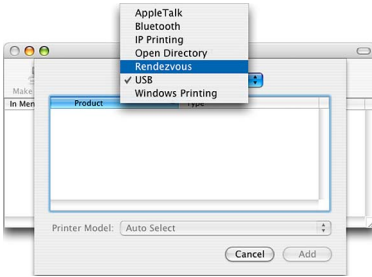 AppleTalk
Bluetooth
IP Printing
Open Directory
Rendezvous
✓ USB
Windows Printing
Make
In Men
Product
Type
Printer Model: Auto Select
Cancel Add